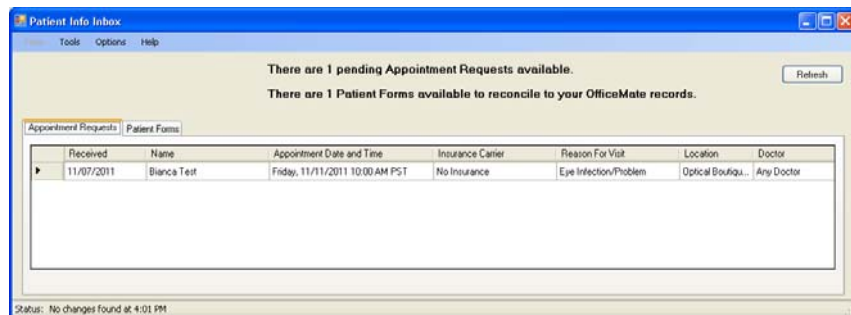 Patient Info Inbox
Tools Options Help
There are 1 pending Appointment Requests available.
Refresh
There are 1 Patient Forms available to reconcile to your OfficeMate records.
Appointment Requests Patient Forms
Received Name Appointment Date and Time Insurance Carrier Reason For Visit Location Doctor
11/07/2011 Bianca Test Friday, 11/11/2011 10:00 AM PST No Insurance Eye Infection/Problem Optical Boutiqu... Any Doctor
Status: No changes found at 4:01 PM